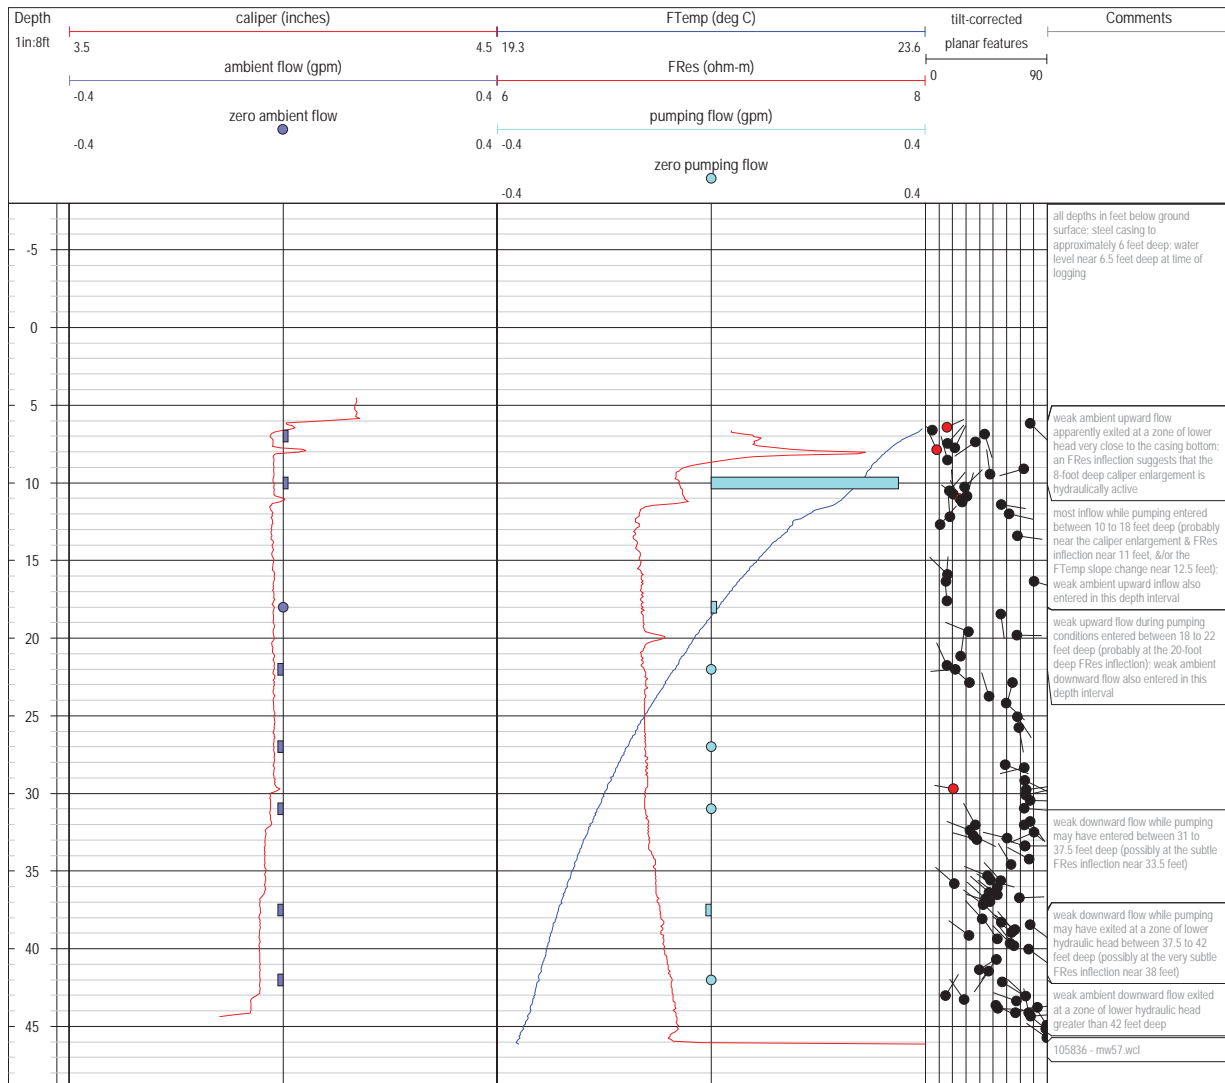 Depth
1in:8ft
caliper (inches)
3.5 4.5
ambient flow (gpm)
-0.4 0.4
zero ambient flow
-0.4 0.4
FTemp (deg C)
19.3 23.6
FRes (ohm-m)
6 8
pumping flow (gpm)
-0.4 0.4
zero pumping flow
-0.4 0.4
tilt-corrected
planar features
0 90
Comments
-5
0
5
10
15
20
25
30
35
40
45
all depths in feet below ground
surface; steel casing to
approximately 6 feet deep; water
level near 6.5 feet deep at time of
logging
weak ambient upward flow
apparently exited at a zone of lower
head very close to the casing bottom;
an FRes inflection suggests that the
8-foot deep caliper enlargement is
hydraulically active
most inflow while pumping entered
between 10 to 18 feet deep (probably
near the caliper enlargement & FRes
inflection near 11 feet, &/or the
FTemp slope change near 12.5 feet);
weak ambient upward inflow also
entered in this depth interval
weak upward flow during pumping
conditions entered between 18 to 22
feet deep (probably at the 20-foot
deep FRes inflection); weak ambient
downward flow also entered in this
depth interval
weak downward flow while pumping
may have entered between 31 to
37.5 feet deep (possibly at the subtle
FRes inflection near 33.5 feet)
weak downward flow while pumping
may have exited at a zone of lower
hydraulic head between 37.5 to 42
feet deep (possibly at the very subtle
FRes inflection near 38 feet)
weak ambient downward flow exited
at a zone of lower hydraulic head
greater than 42 feet deep
105836 - mw57.wcl